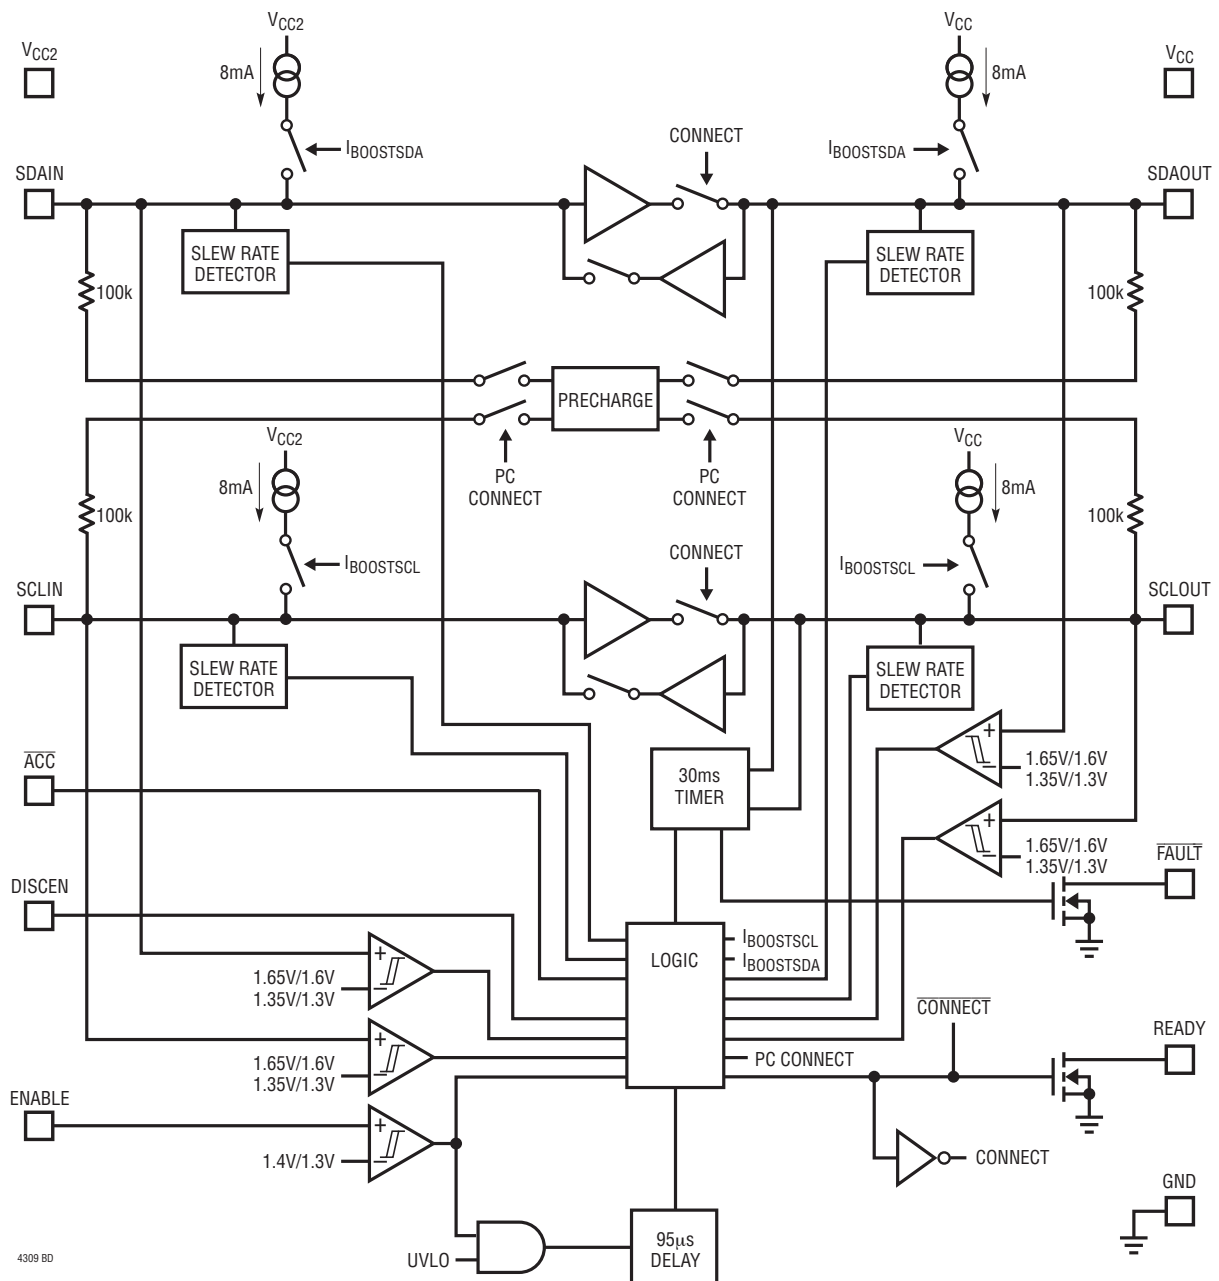 VCC2
8mA
IBOOSTSDA
VCC
8mA
IBOOSTSDA
VCC2
VCC
CONNECT
SDAIN
SDAOUT
SLEW RATE
DETECTOR
SLEW RATE
DETECTOR
100k
100k
PRECHARGE
PC
CONNECT
PC
CONNECT
VCC2
8mA
IBOOSTSCL
VCC
8mA
IBOOSTSCL
100k
100k
CONNECT
SCLIN
SCLOUT
SLEW RATE
DETECTOR
SLEW RATE
DETECTOR
ACC
30ms
TIMER
+
−
1.65V/1.6V
1.35V/1.3V
+
−
1.65V/1.6V
1.35V/1.3V
FAULT
DISCEN
LOGIC
IBOOSTSCL
IBOOSTSDA
+
−
1.65V/1.6V
1.35V/1.3V
CONNECT
READY
+
−
1.65V/1.6V
1.35V/1.3V
PC CONNECT
ENABLE
+
−
1.4V/1.3V
CONNECT
GND
UVLO
95µs
DELAY
4309 BD